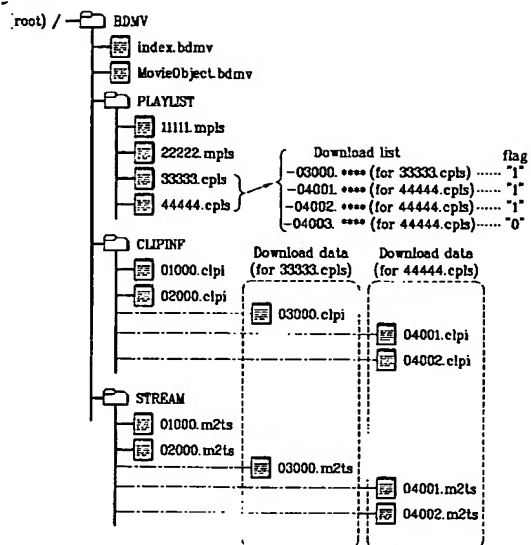 (root) / BDMV
index.bdmv
MovieObject.bdmv
PLAYLIST
11111.mpls
22222.mpls
33333.cpls
44444.cpls
Download list flag
-03000. **** (for 33333.cpls) ...... "1"
-04001. **** (for 44444.cpls) ...... "1"
-04002. **** (for 44444.cpls) ...... "1"
-04003. **** (for 44444.cpls) ...... "0"
CLIPINF
01000.clpi
02000.clpi
Download data
(for 33333.cpls)
Download data
(for 44444.cpls)
03000.clpi
04001.clpi
04002.clpi
STREAM
01000.m2ts
02000.m2ts
03000.m2ts
04001.m2ts
04002.m2ts